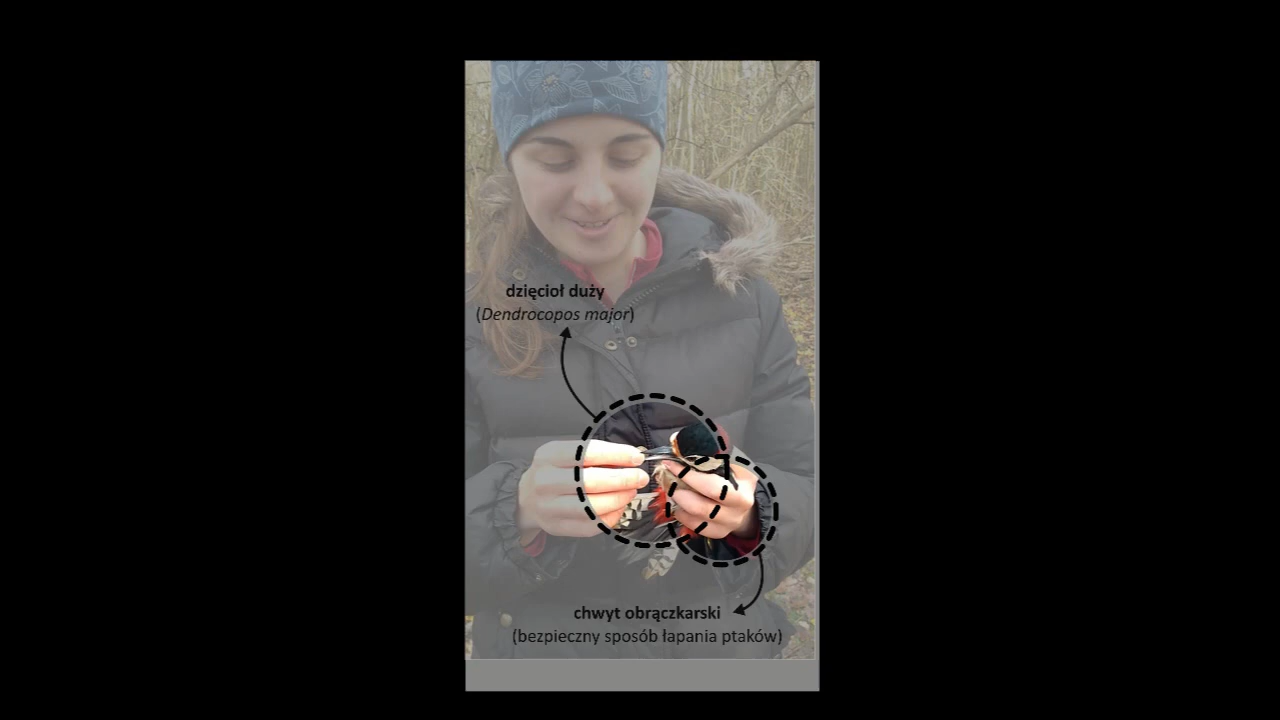 dzięcioł duży
(Dendrocopos major)
chwyt obrączkarski
(bezpieczny sposób łapania ptaków)